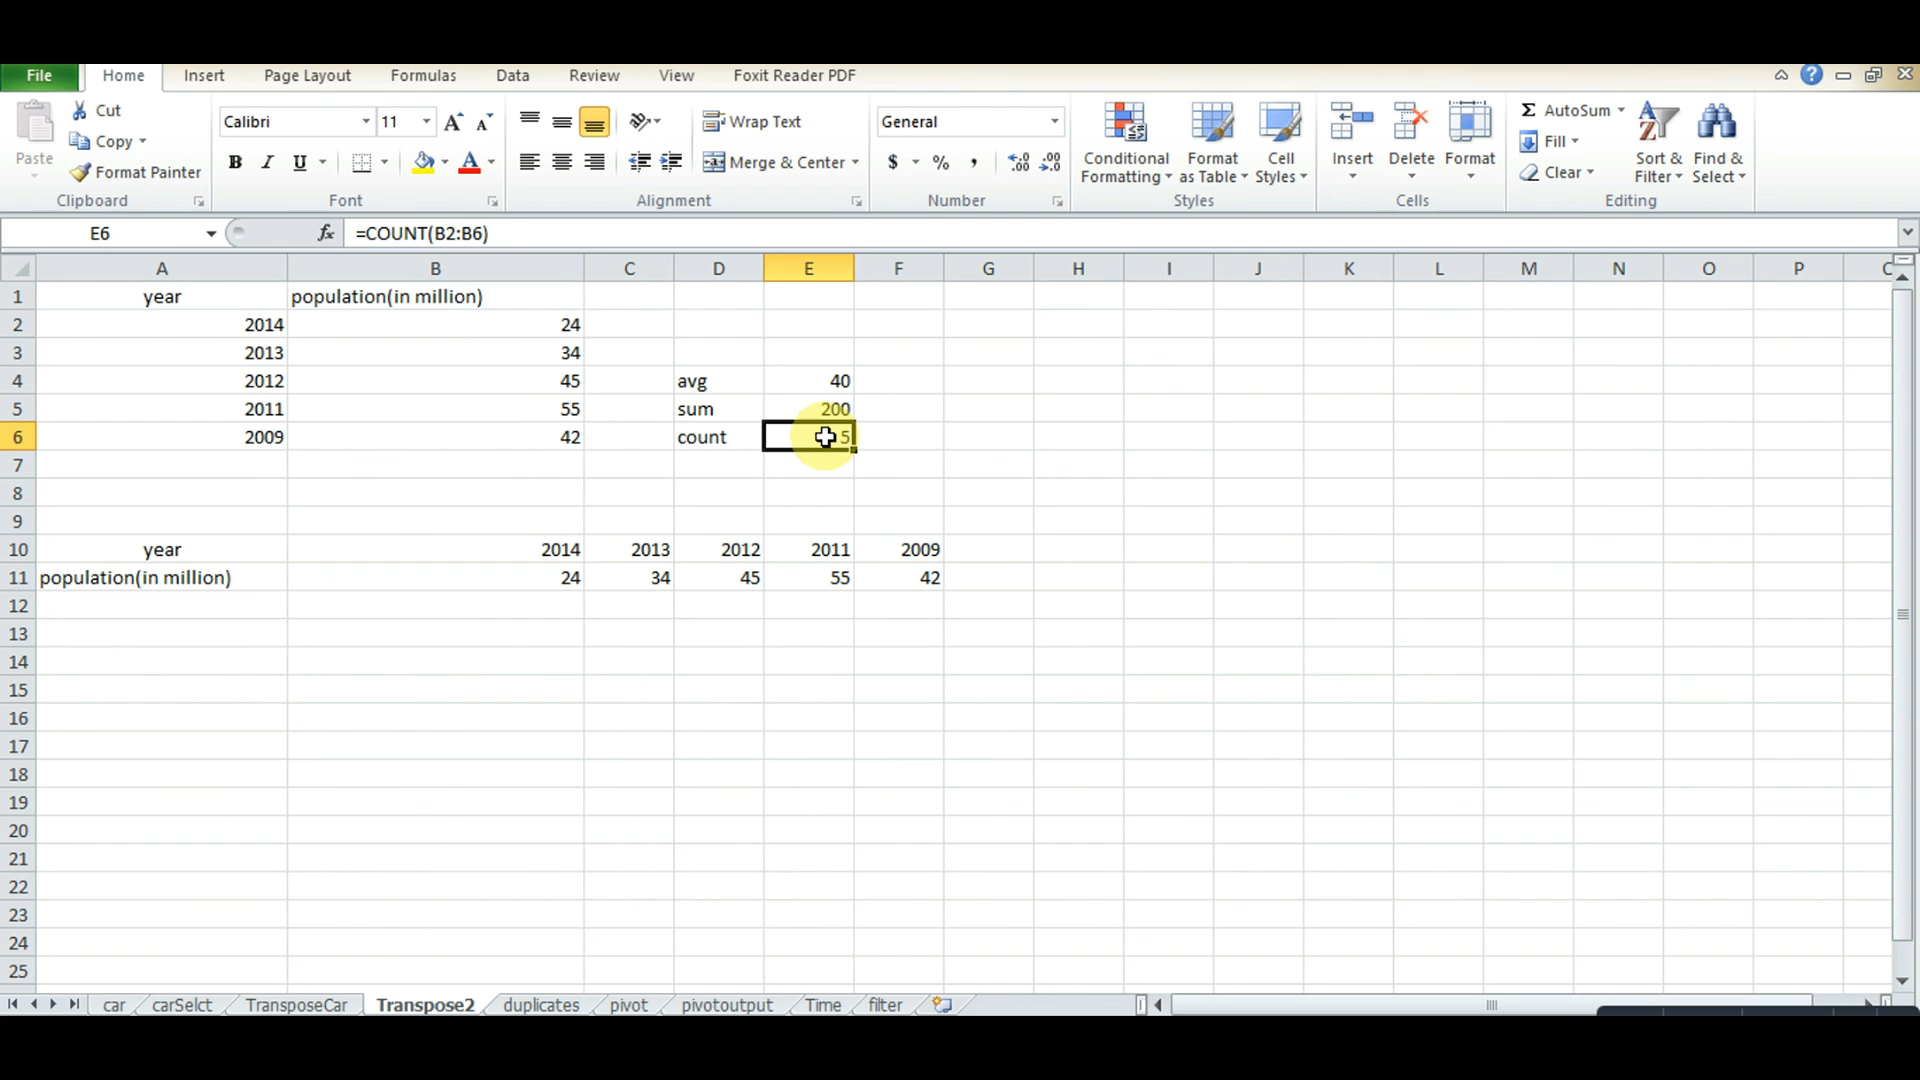 File Home Insert Page Layout Formulas Data Review View Foxit Reader PDF
Paste Cut Copy Format Painter Clipboard
Calibri 11 A A B I U A Font
Wrap Text Merge & Center Alignment
General $ % , .00 .00 Number
Conditional Formatting Format as Table Cell Styles Styles
Insert Delete Format Cells
Σ AutoSum Fill Clear Sort & Filter Find & Select Editing
E6 fx =COUNT(B2:B6)
A B C D E F G H I J K L M N O P
1 year population(in million)
2 2014 24
3 2013 34
4 2012 45 avg 40
5 2011 55 sum 200
6 2009 42 count 5
7
8
9
10 year 2014 2013 2012 2011 2009
11 population(in million) 24 34 45 55 42
12
13
14
15
16
17
18
19
20
21
22
23
24
25
car carSelct TransposeCar Transpose2 duplicates pivot pivotoutput Time filter